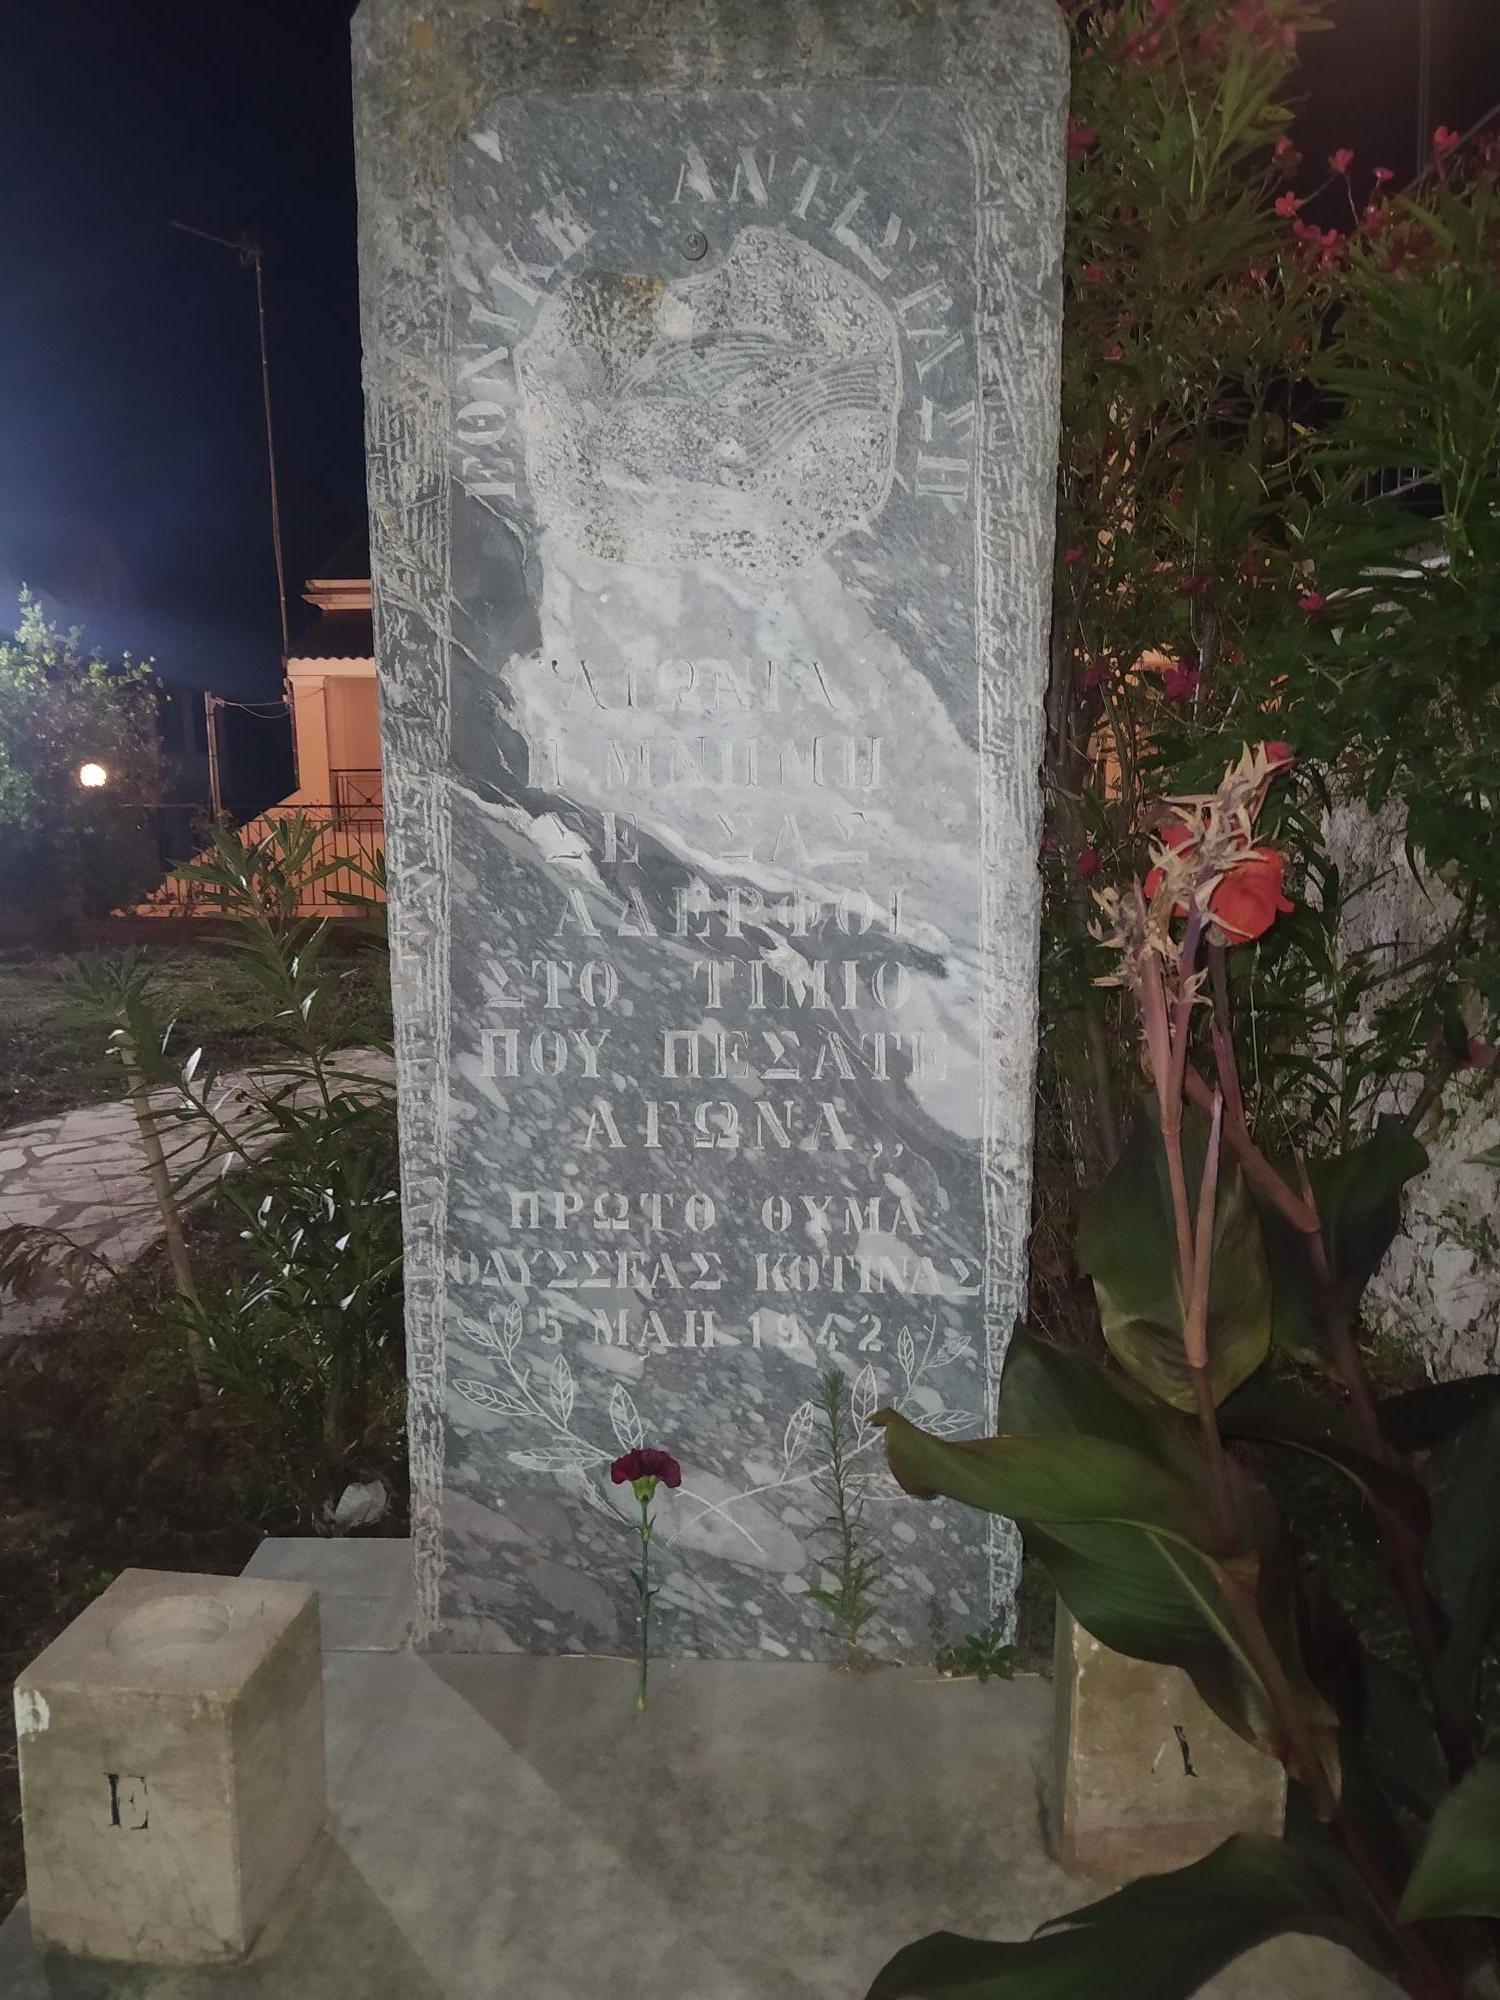 ΕΘΝΙΚΗ ΑΝΤΙΣΤΑΣΗ
"ΑΙΩΝΙΑ
Η ΜΝΗΜΗ
ΣΕ ΣΑΣ
ΑΔΕΡΦΟΙ
ΣΤΟ ΤΙΜΙΟ
ΠΟΥ ΠΕΣΑΤΕ
ΑΓΩΝΑ,,
ΠΡΩΤΟ ΘΥΜΑ
ΟΔΥΣΣΕΑΣ ΚΟΤΙΝΑΣ
5 ΜΑΗ 1942
Ε
Α